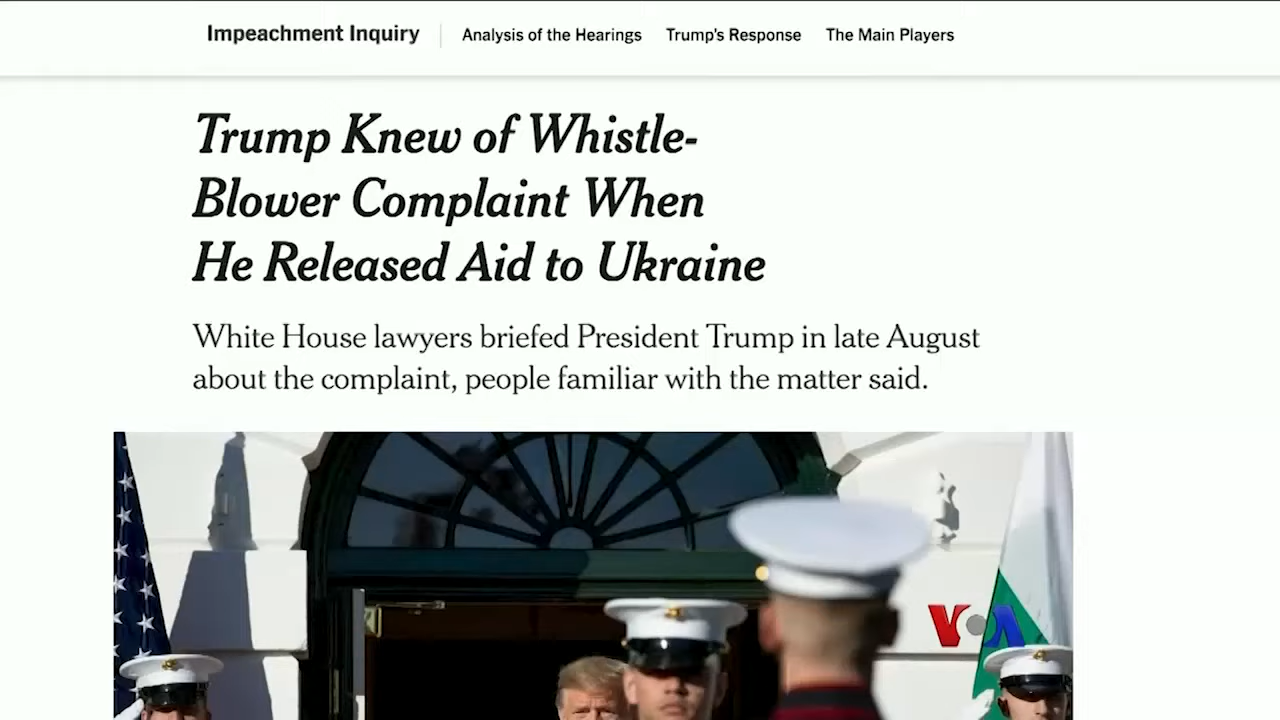 Impeachment Inquiry Analysis of the Hearings Trump's Response The Main Players
Trump Knew of Whistle-
Blower Complaint When
He Released Aid to Ukraine
White House lawyers briefed President Trump in late August
about the complaint, people familiar with the matter said.
VOA